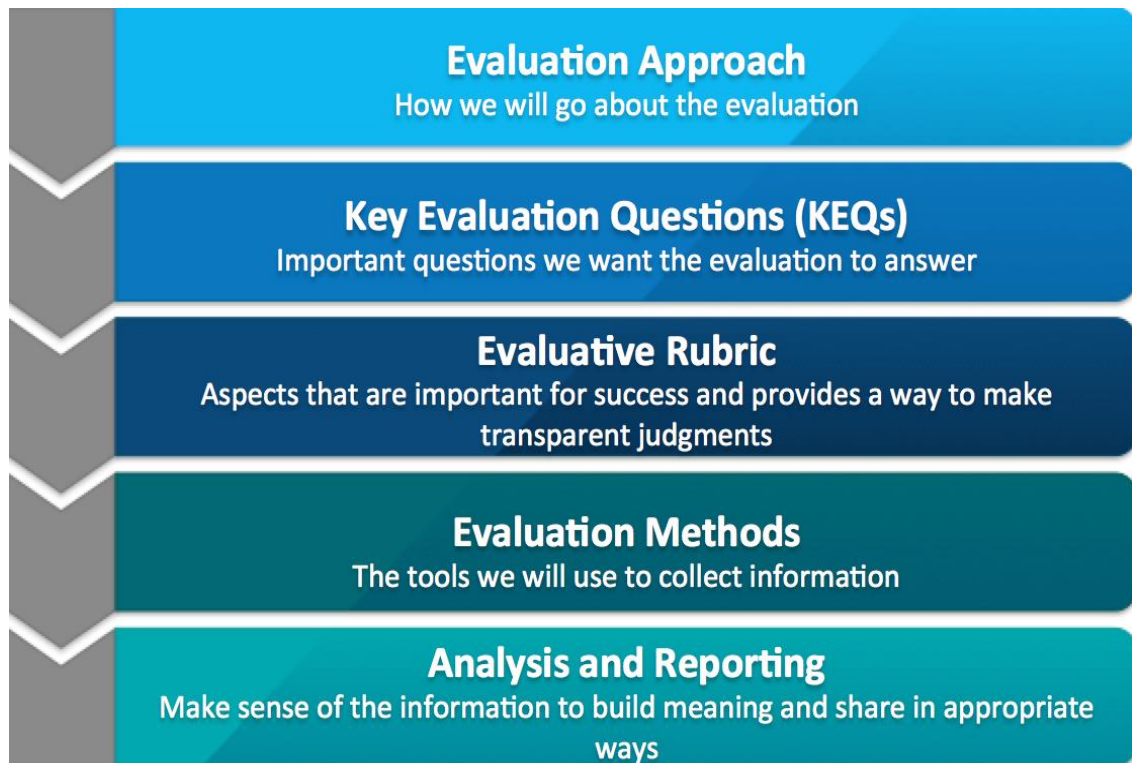 Evaluation Approach
How we will go about the evaluation
Key Evaluation Questions (KEQs)
Important questions we want the evaluation to answer
Evaluative Rubric
Aspects that are important for success and provides a way to make
transparent judgments
Evaluation Methods
The tools we will use to collect information
Analysis and Reporting
Make sense of the information to build meaning and share in appropriate
ways